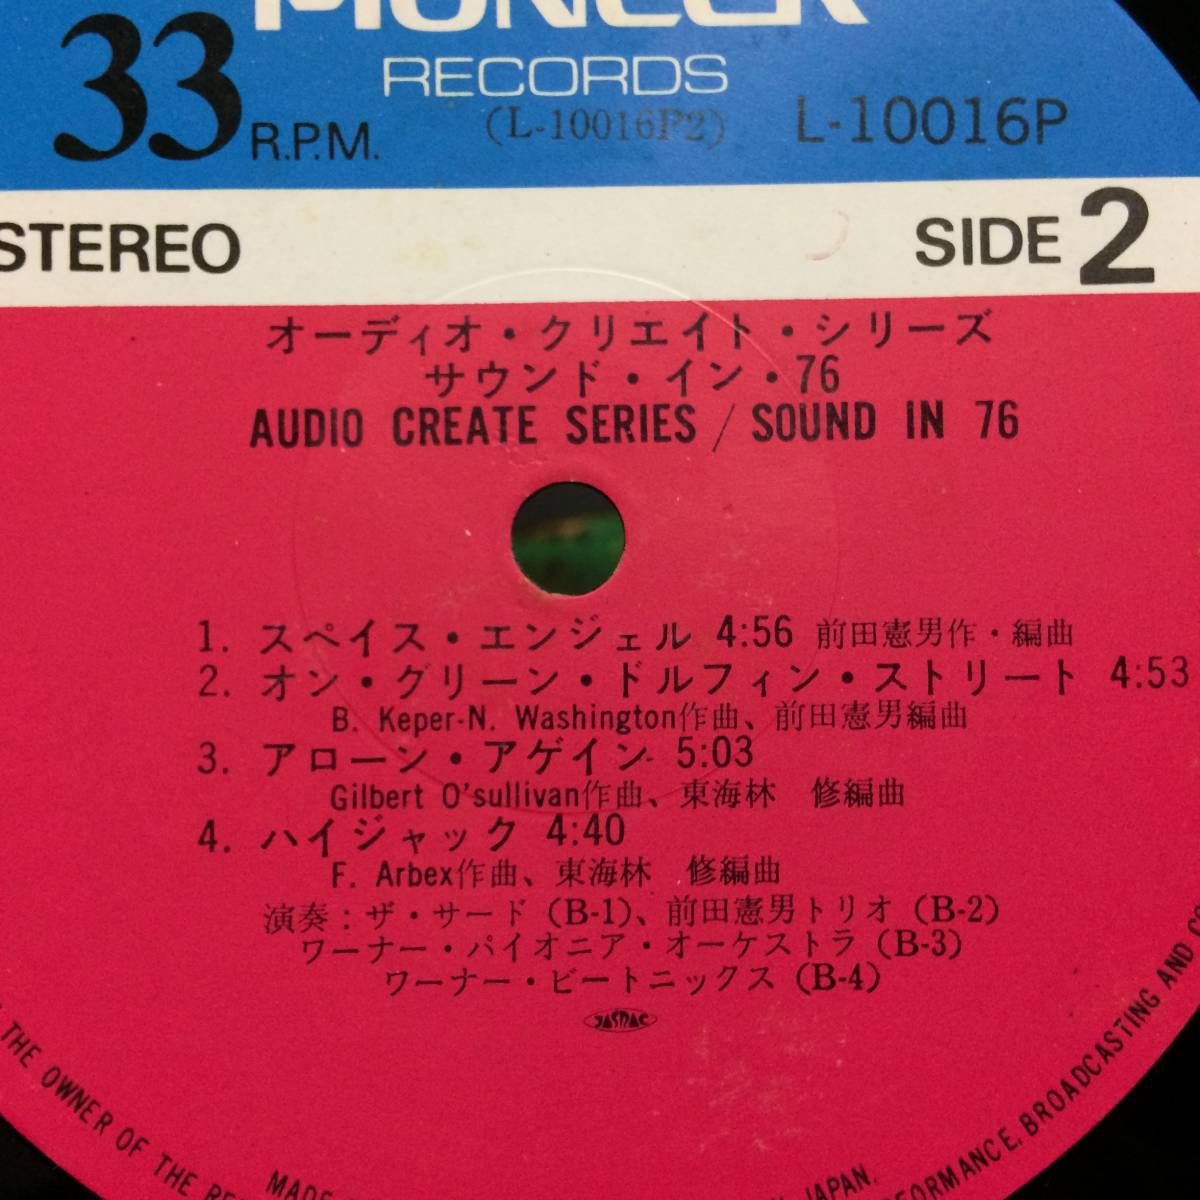 PIONEER
RECORDS
33 R.P.M. (L-10016P2) L-10016P
STEREO SIDE 2
オーディオ・クリエイト・シリーズ
サウンド・イン・76
AUDIO CREATE SERIES / SOUND IN 76
1. スペイス・エンジェル 4:56 前田憲男作・編曲
2. オン・グリーン・ドルフィン・ストリート 4:53
B. Keper-N. Washington作曲、前田憲男編曲
3. アローン・アゲイン 5:03
Gilbert O'sullivan作曲、東海林 修編曲
4. ハイジャック 4:40
F. Arbex作曲、東海林 修編曲
演奏:ザ・サード (B-1)、前田憲男トリオ (B-2)
ワーナー・パイオニア・オーケストラ (B-3)
ワーナー・ビートニックス (B-4)
JASRAC
THE OWNER OF THE
MADE
JAPAN.
PERFORMANCE, BROADCASTING AND